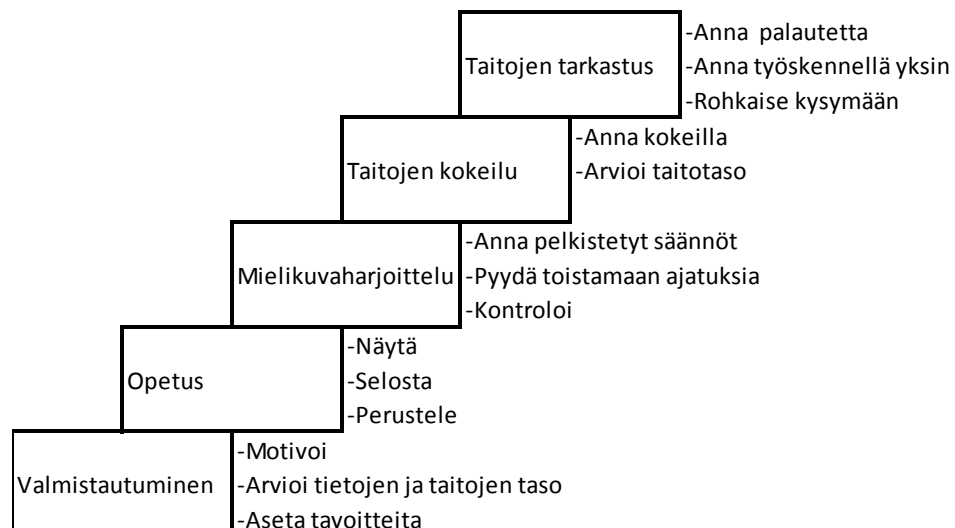 -Anna palautetta
Taitojen tarkastus
-Anna työskennellä yksin
-Rohkaise kysymään
-Anna kokeilla
Taitojen kokeilu
-Arvioi taitotaso
-Anna pelkistetyt säännöt
Mielikuvaharjoittelu
-Pyydä toistamaan ajatuksia
-Kontroloi
-Näytä
Opetus
-Selosta
-Perustele
-Motivoi
Valmistautuminen
-Arvioi tietojen ja taitojen taso
-Aseta tavoitteita